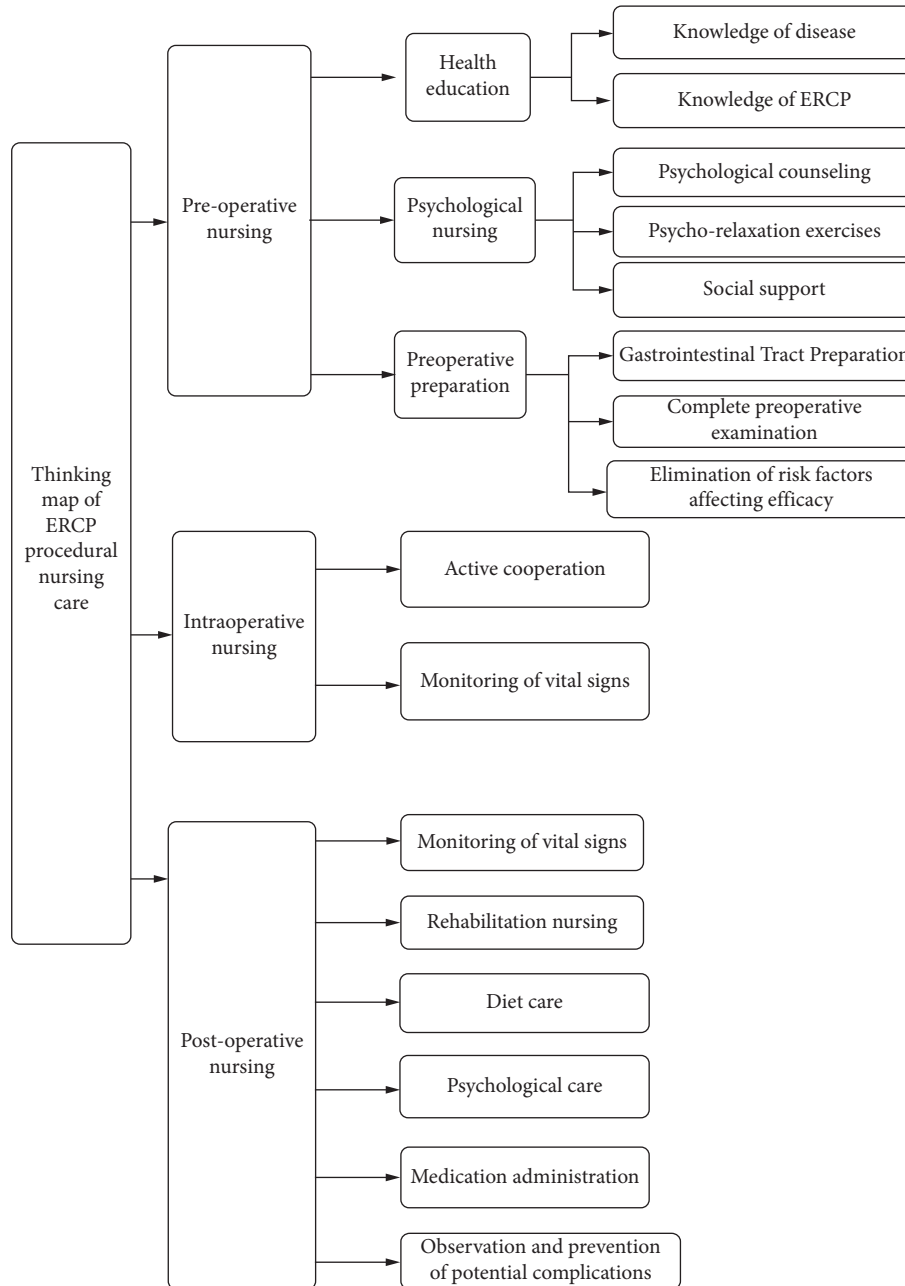 Thinking
map of
ERCP
procedural
nursing
care
Pre-operative
nursing
Health
education
Knowledge of disease
Knowledge of ERCP
Psychological
nursing
Psychological counseling
Psycho-relaxation exercises
Social support
Preoperative
preparation
Gastrointestinal Tract Preparation
Complete preoperative
examination
Elimination of risk factors
affecting efficacy
Intraoperative
nursing
Active cooperation
Monitoring of vital signs
Post-operative
nursing
Monitoring of vital signs
Rehabilitation nursing
Diet care
Psychological care
Medication administration
Observation and prevention
of potential complications